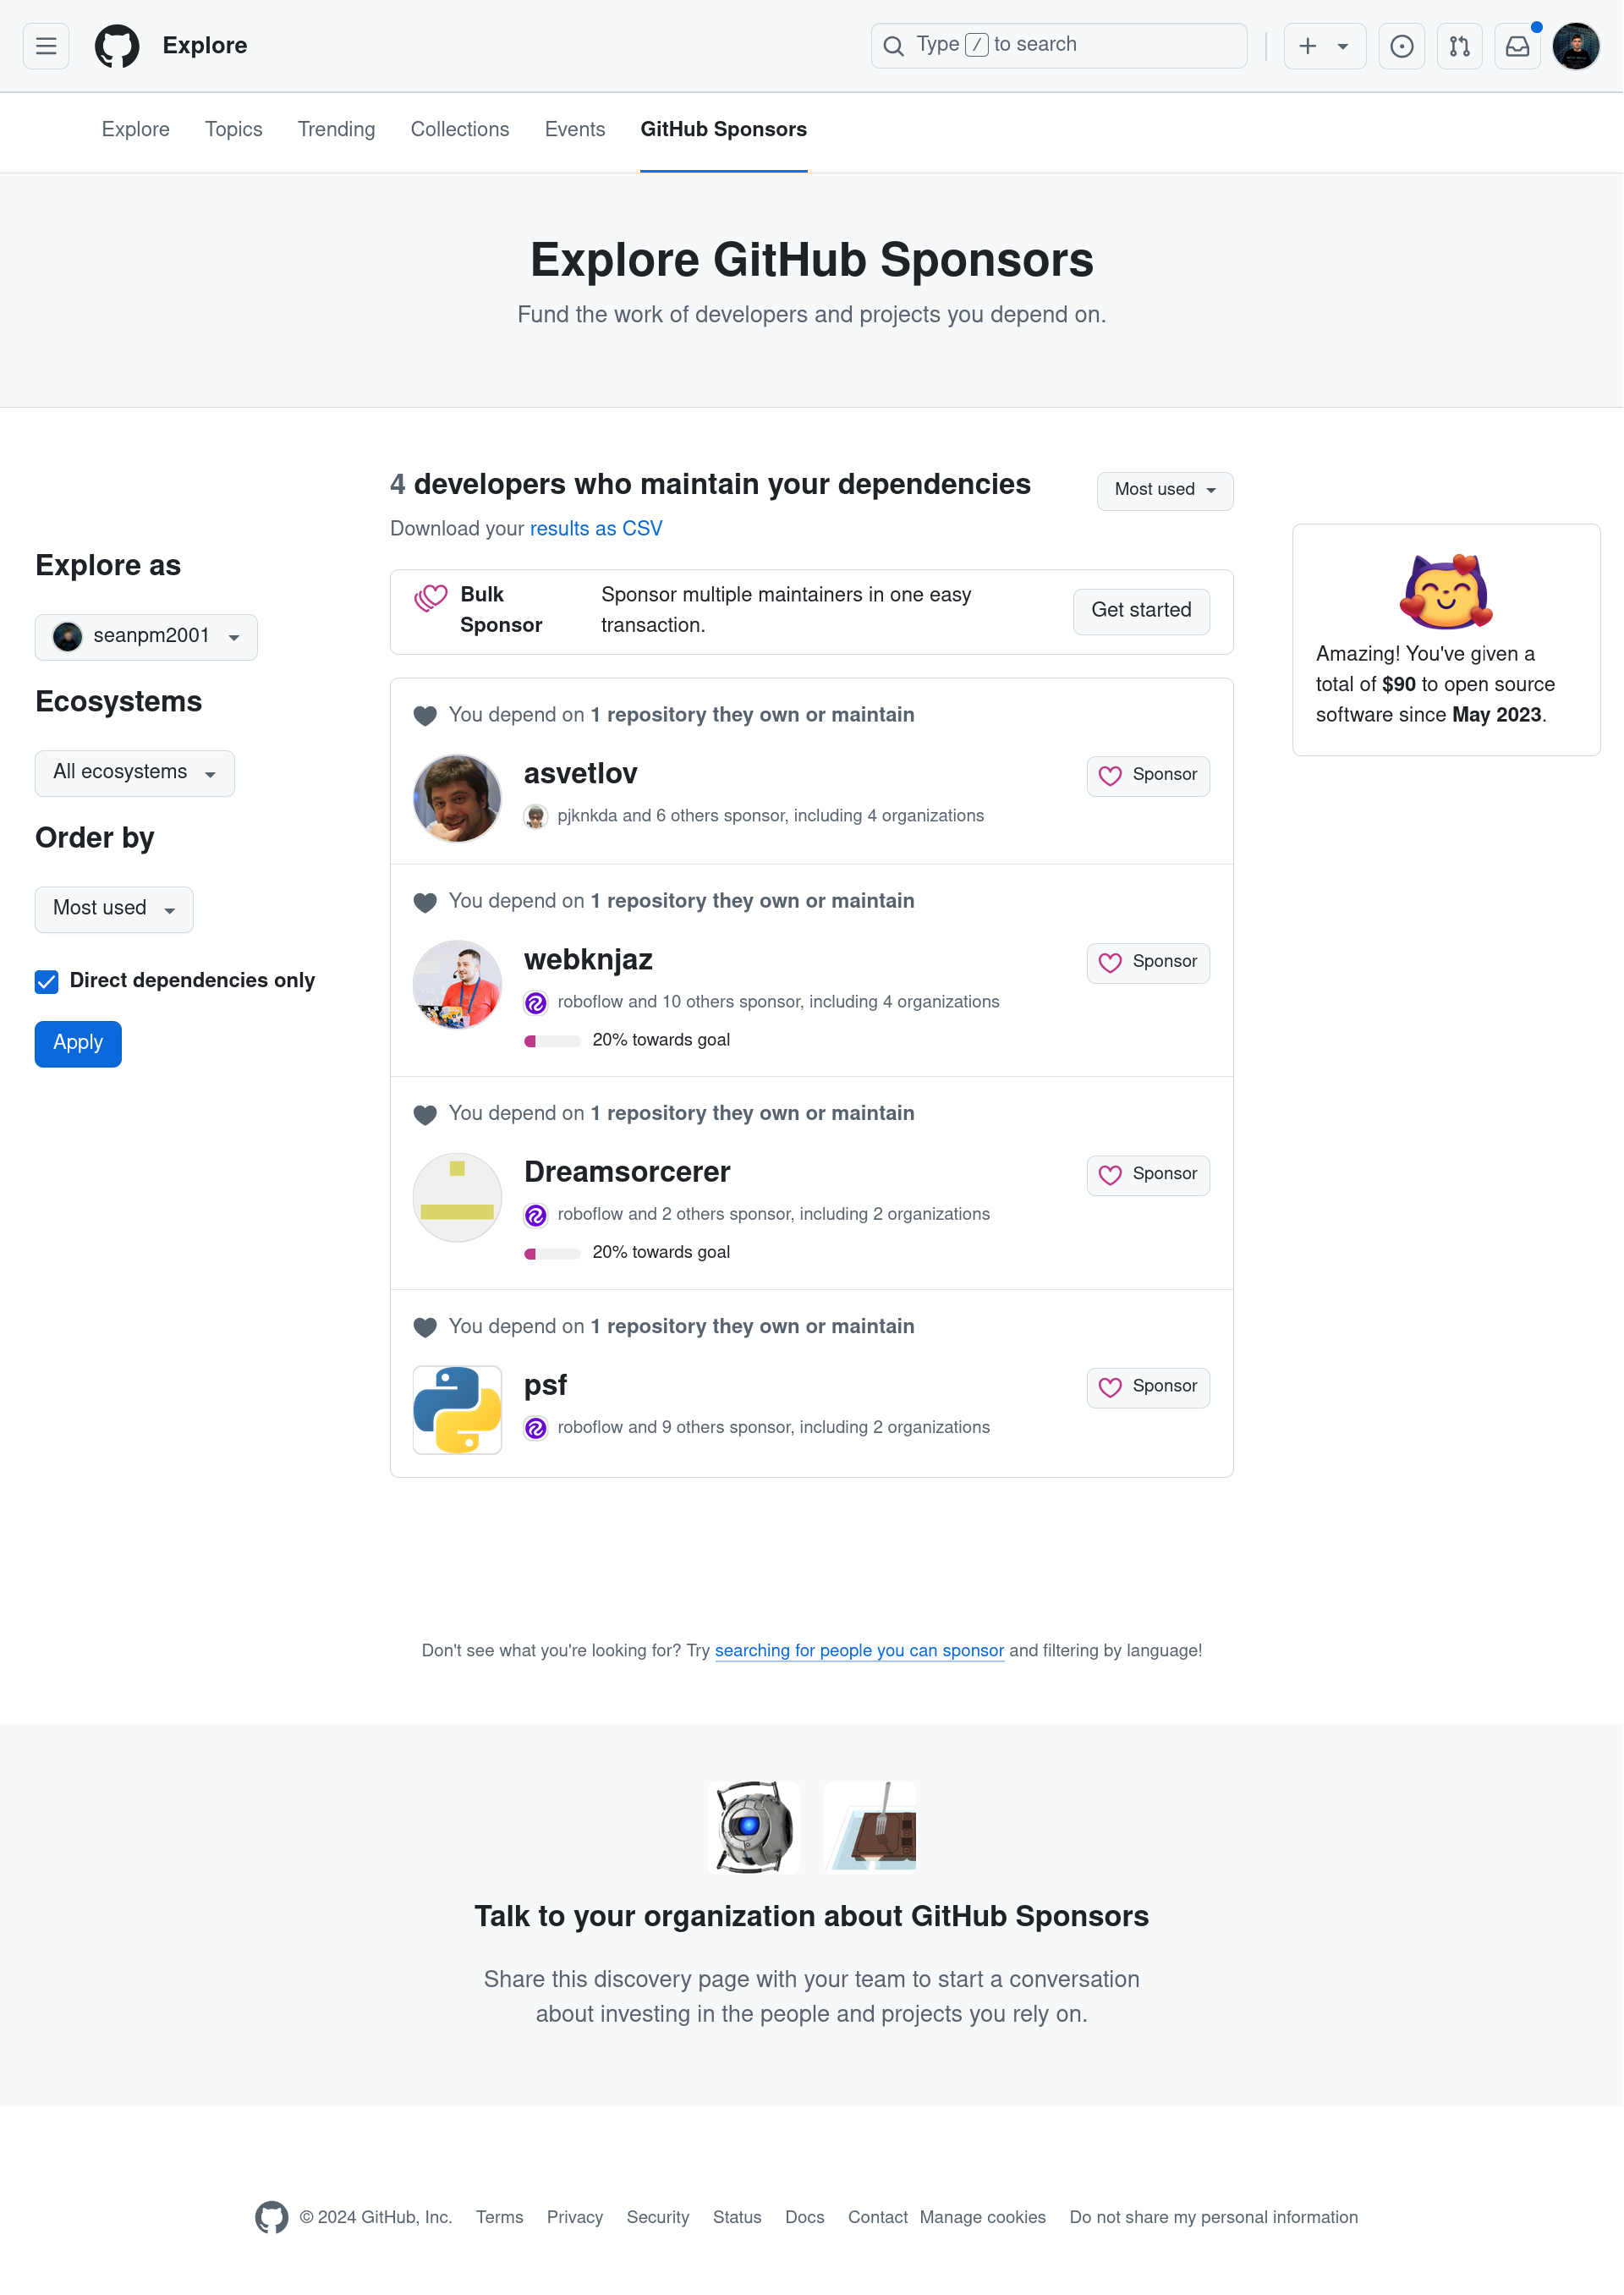 Explore
Type / to search
Explore Topics Trending Collections Events GitHub Sponsors
Explore GitHub Sponsors
Fund the work of developers and projects you depend on.
Explore as
seanpm2001
Ecosystems
All ecosystems
Order by
Most used
Direct dependencies only
Apply
4 developers who maintain your dependencies
Most used
Download your results as CSV
Bulk
Sponsor
Sponsor multiple maintainers in one easy
transaction.
Get started
You depend on 1 repository they own or maintain
asvetlov
Sponsor
pjknkda and 6 others sponsor, including 4 organizations
You depend on 1 repository they own or maintain
webknjaz
Sponsor
roboflow and 10 others sponsor, including 4 organizations
20% towards goal
You depend on 1 repository they own or maintain
Dreamsorcerer
Sponsor
roboflow and 2 others sponsor, including 2 organizations
20% towards goal
You depend on 1 repository they own or maintain
psf
Sponsor
roboflow and 9 others sponsor, including 2 organizations
Amazing! You've given a
total of $90 to open source
software since May 2023.
Don't see what you're looking for? Try searching for people you can sponsor and filtering by language!
Talk to your organization about GitHub Sponsors
Share this discovery page with your team to start a conversation
about investing in the people and projects you rely on.
© 2024 GitHub, Inc. Terms Privacy Security Status Docs Contact Manage cookies Do not share my personal information